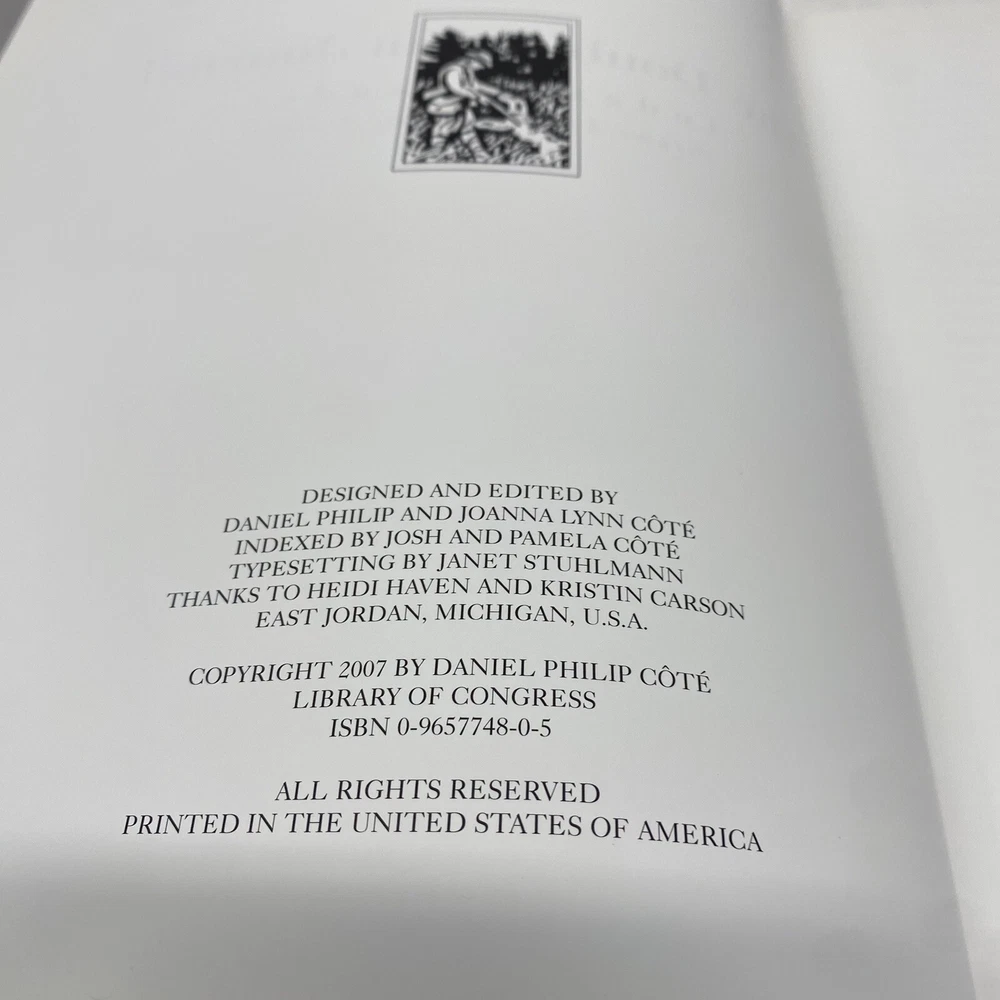 DESIGNED AND EDITED BY
DANIEL PHILIP AND JOANNA LYNN CÔTÉ
INDEXED BY JOSH AND PAMELA CÔTÉ
TYPESETTING BY JANET STUHLMANN
THANKS TO HEIDI HAVEN AND KRISTIN CARSON
EAST JORDAN, MICHIGAN, U.S.A.
COPYRIGHT 2007 BY DANIEL PHILIP CÔTÉ
LIBRARY OF CONGRESS
ISBN 0-9657748-0-5
ALL RIGHTS RESERVED
PRINTED IN THE UNITED STATES OF AMERICA